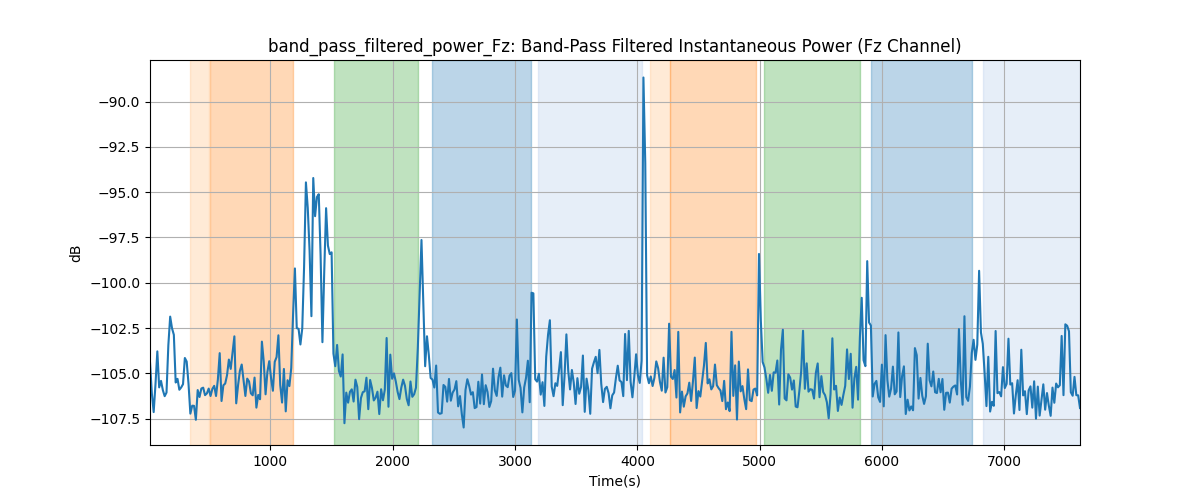 band_pass_filtered_power_Fz: Band-Pass Filtered Instantaneous Power (Fz Channel)
−90.0
−92.5
−95.0
−97.5
−100.0
−102.5
−105.0
−107.5
dB
1000 2000 3000 4000 5000 6000 7000
Time(s)